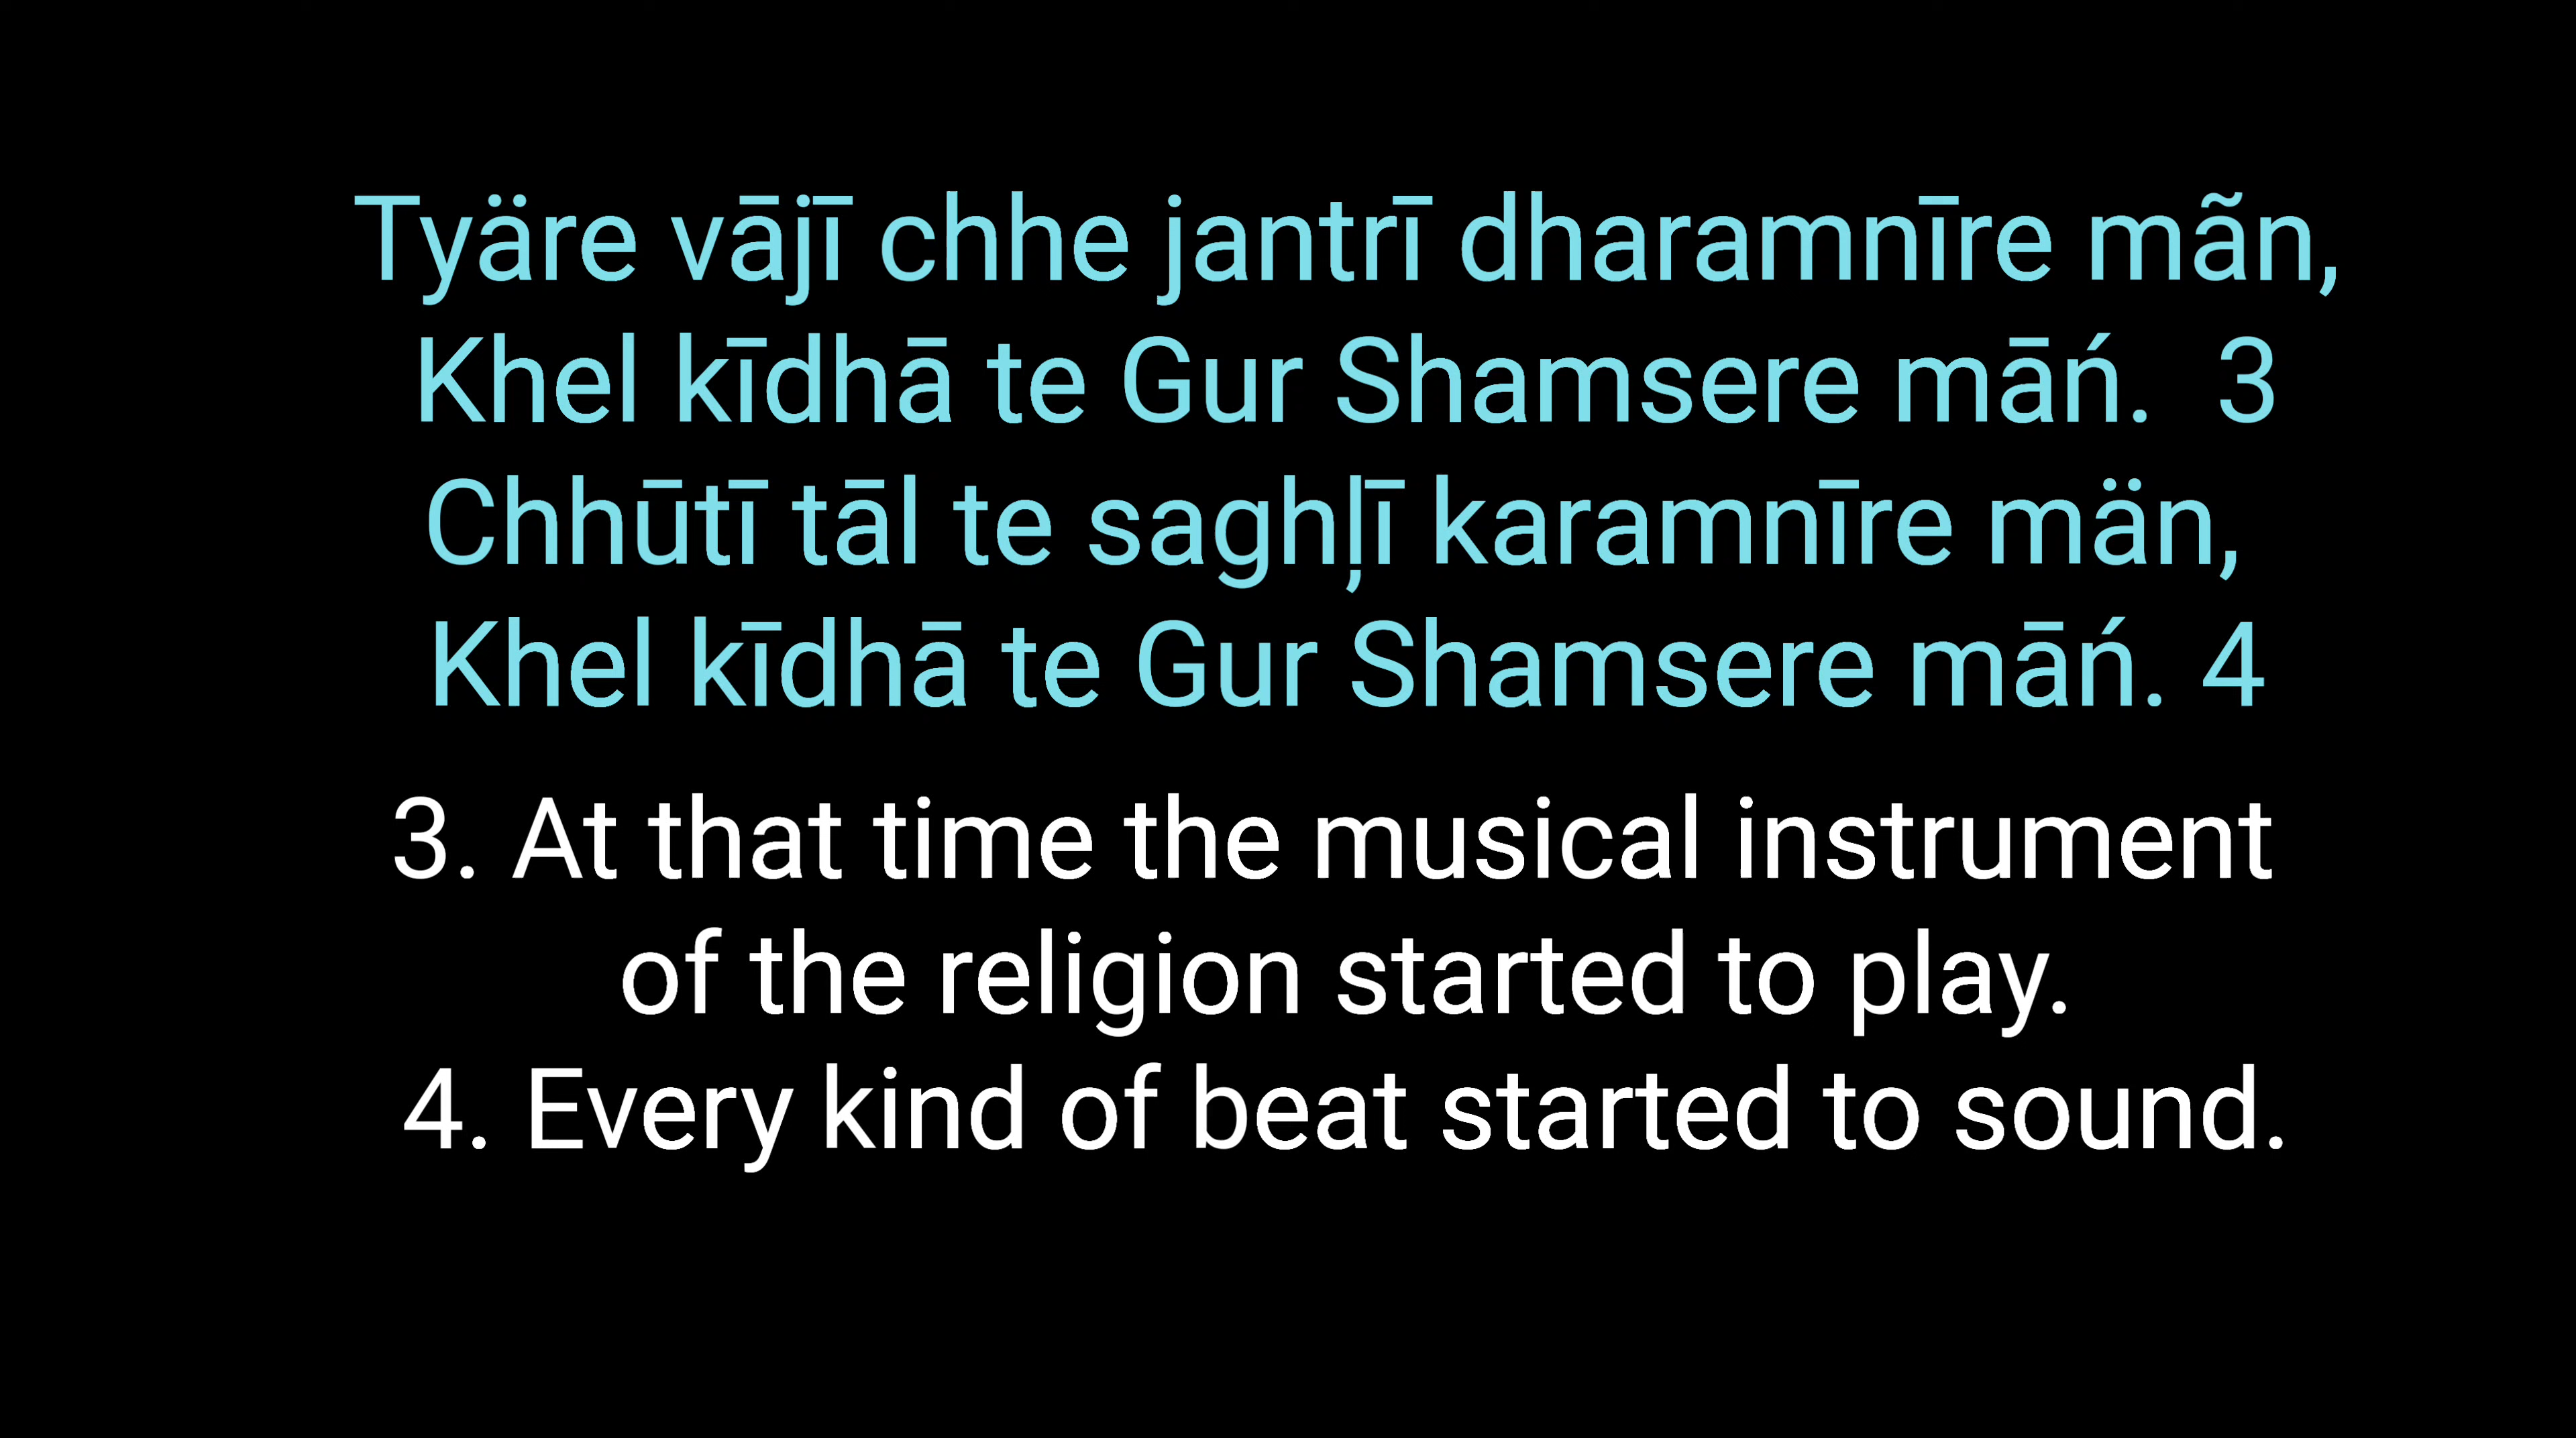 Tyäre vājī chhe jantrī dharamnīre mãn,
Khel kīdhā te Gur Shamsere māń. 3
Chhūtī tāl te saghļī karamnīre män,
Khel kīdhā te Gur Shamsere māń. 4
3. At that time the musical instrument
of the religion started to play.
4. Every kind of beat started to sound.